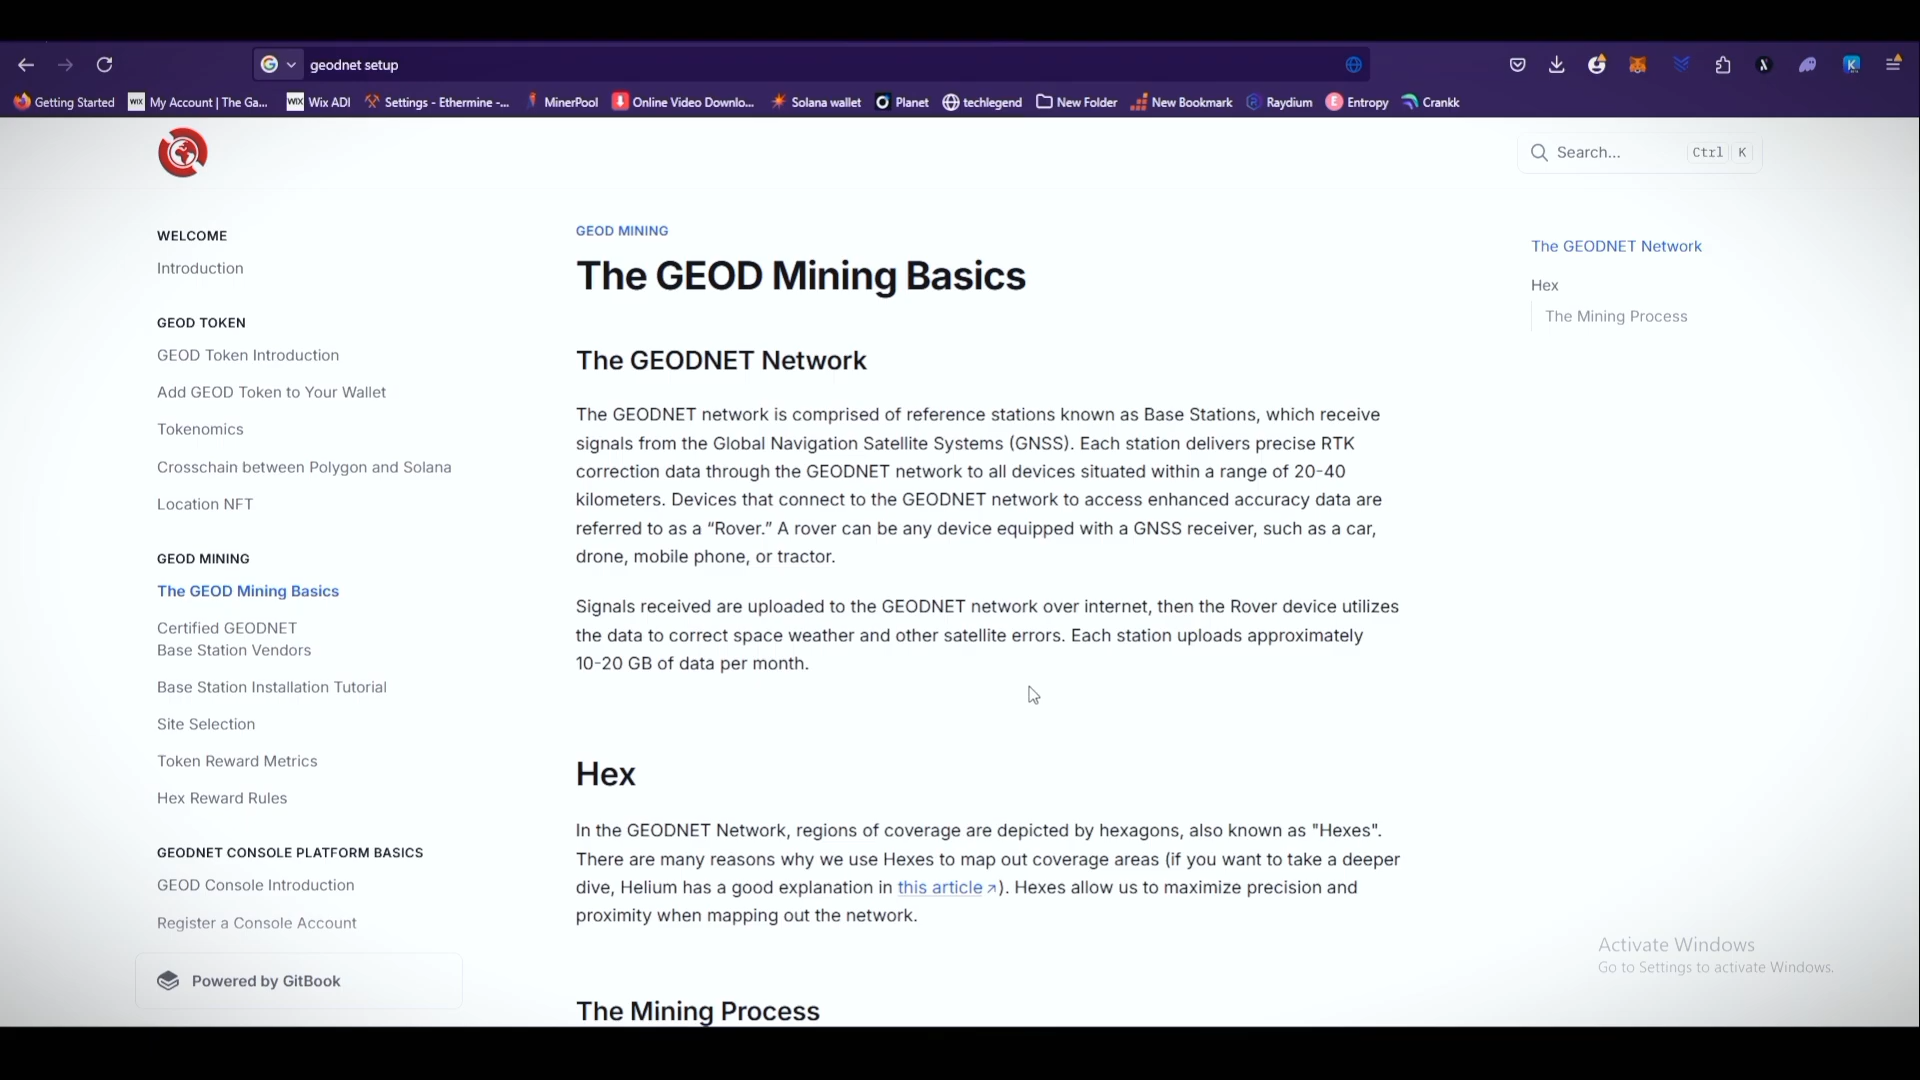 geodnet setup
Getting Started
My Account | The Ga...
Wix ADI
Settings - Ethermine -...
MinerPool
Online Video Downlo...
Solana wallet
Planet
techlegend
New Folder
New Bookmark
Raydium
Entropy
Crankk
Search...
Ctrl K
WELCOME
Introduction
GEOD TOKEN
GEOD Token Introduction
Add GEOD Token to Your Wallet
Tokenomics
Crosschain between Polygon and Solana
Location NFT
GEOD MINING
The GEOD Mining Basics
Certified GEODNET
Base Station Vendors
Base Station Installation Tutorial
Site Selection
Token Reward Metrics
Hex Reward Rules
GEODNET CONSOLE PLATFORM BASICS
GEOD Console Introduction
Register a Console Account
Powered by GitBook
GEOD MINING
The GEOD Mining Basics
The GEODNET Network
The GEODNET network is comprised of reference stations known as Base Stations, which receive
signals from the Global Navigation Satellite Systems (GNSS). Each station delivers precise RTK
correction data through the GEODNET network to all devices situated within a range of 20-40
kilometers. Devices that connect to the GEODNET network to access enhanced accuracy data are
referred to as a “Rover.” A rover can be any device equipped with a GNSS receiver, such as a car,
drone, mobile phone, or tractor.
Signals received are uploaded to the GEODNET network over internet, then the Rover device utilizes
the data to correct space weather and other satellite errors. Each station uploads approximately
10-20 GB of data per month.
Hex
In the GEODNET Network, regions of coverage are depicted by hexagons, also known as "Hexes".
There are many reasons why we use Hexes to map out coverage areas (if you want to take a deeper
dive, Helium has a good explanation in this article ↗). Hexes allow us to maximize precision and
proximity when mapping out the network.
The Mining Process
The GEODNET Network
Hex
The Mining Process
Activate Windows
Go to Settings to activate Windows.